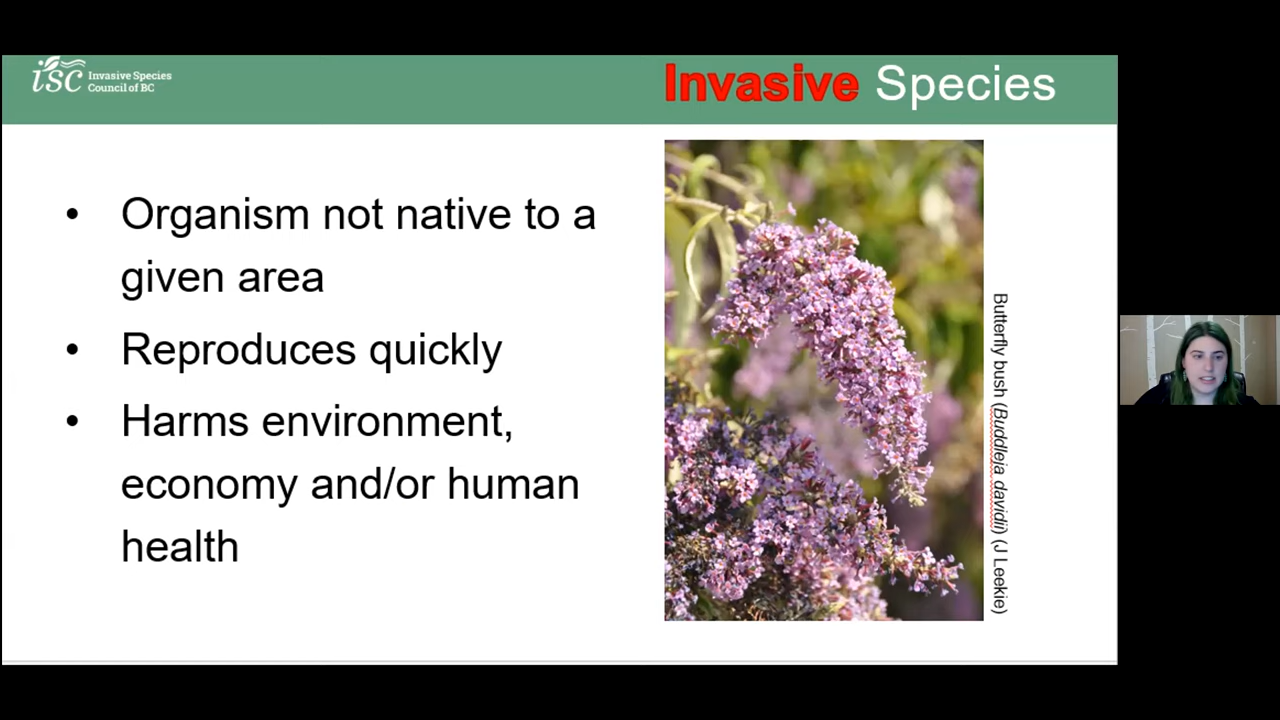 isc Invasive Species
Council of BC
Invasive Species
• Organism not native to a
given area
• Reproduces quickly
• Harms environment,
economy and/or human
health
Butterfly bush (Buddleja davidii) (J Leekie)